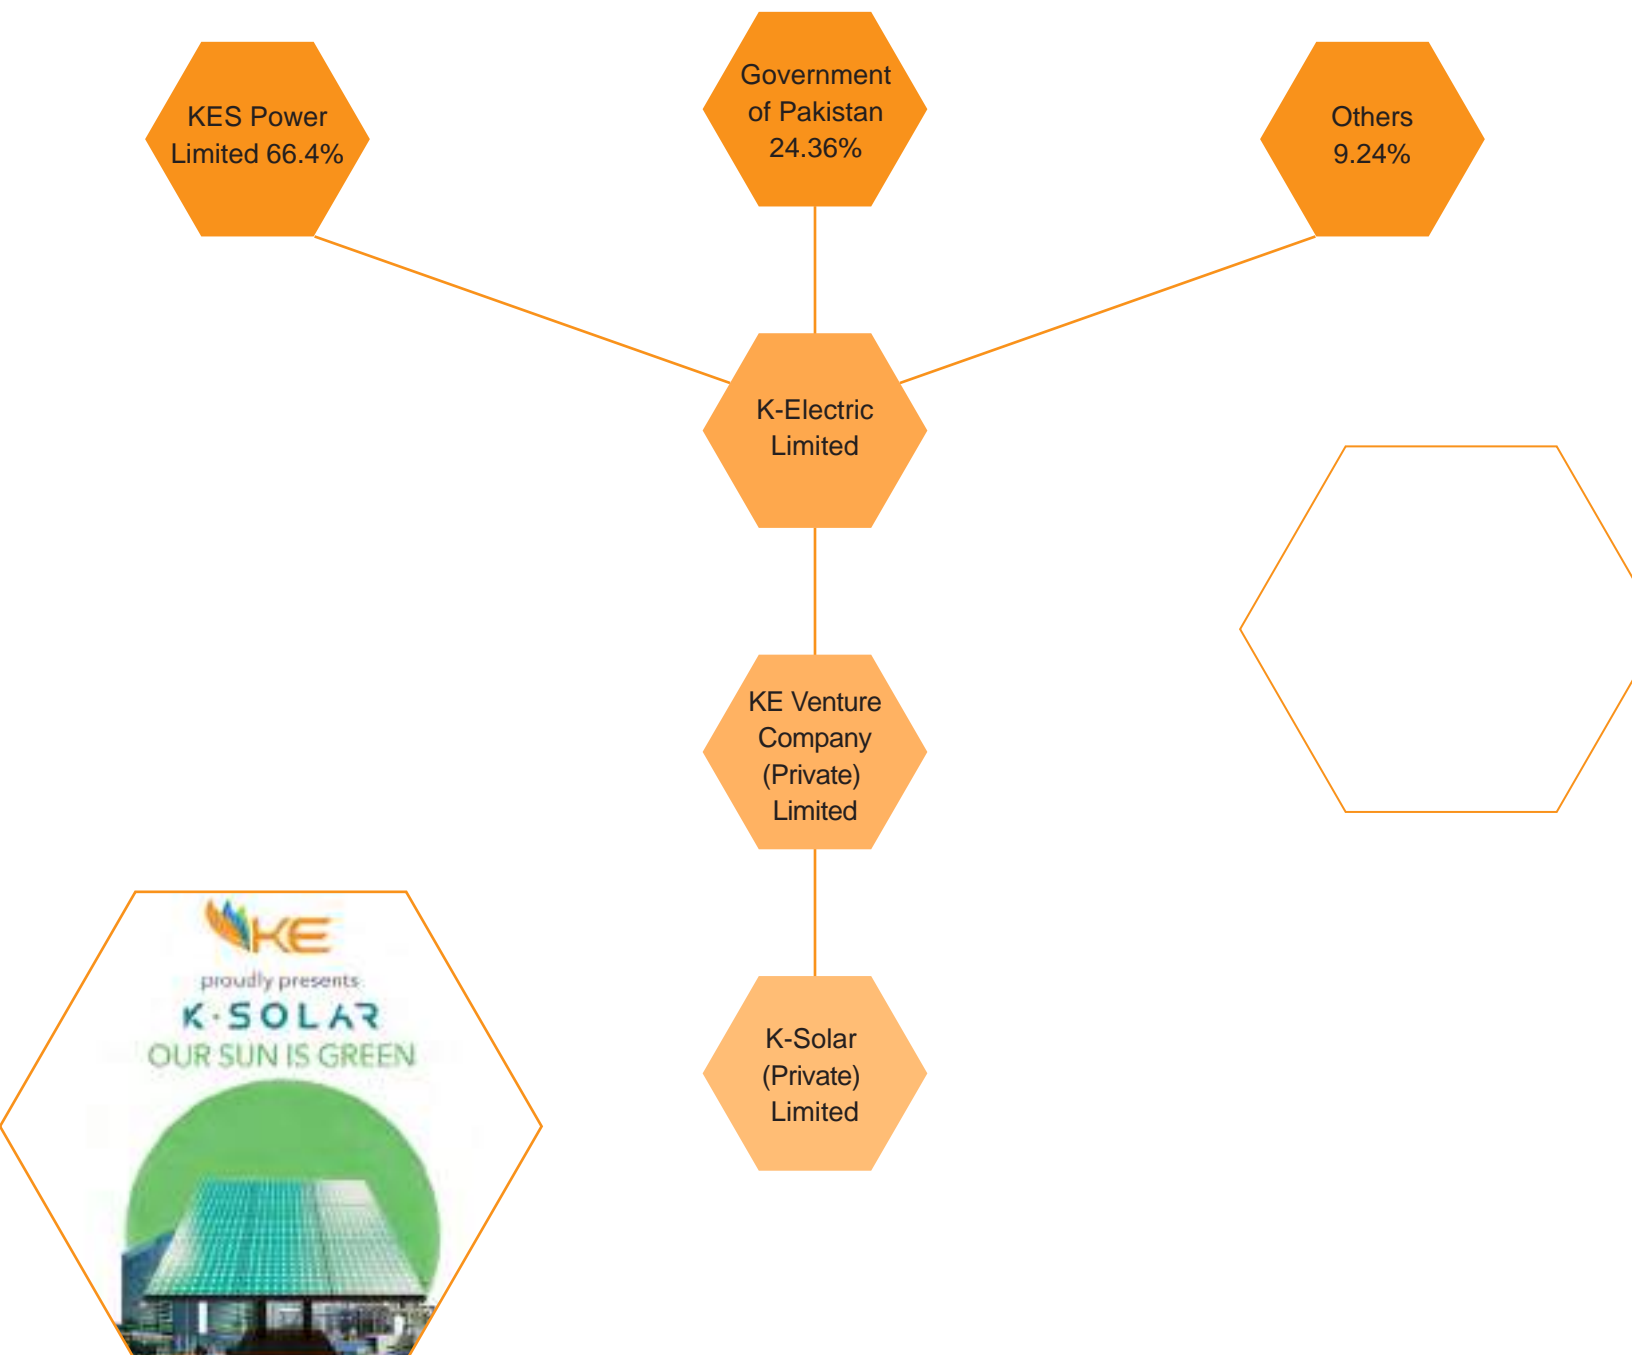 KES Power
Limited 66.4%
Government
of Pakistan
24.36%
Others
9.24%
K-Electric
Limited
KE Venture
Company
(Private)
Limited
K-Solar
(Private)
Limited
KE
proudly presents
K·SOLAR
OUR SUN IS GREEN